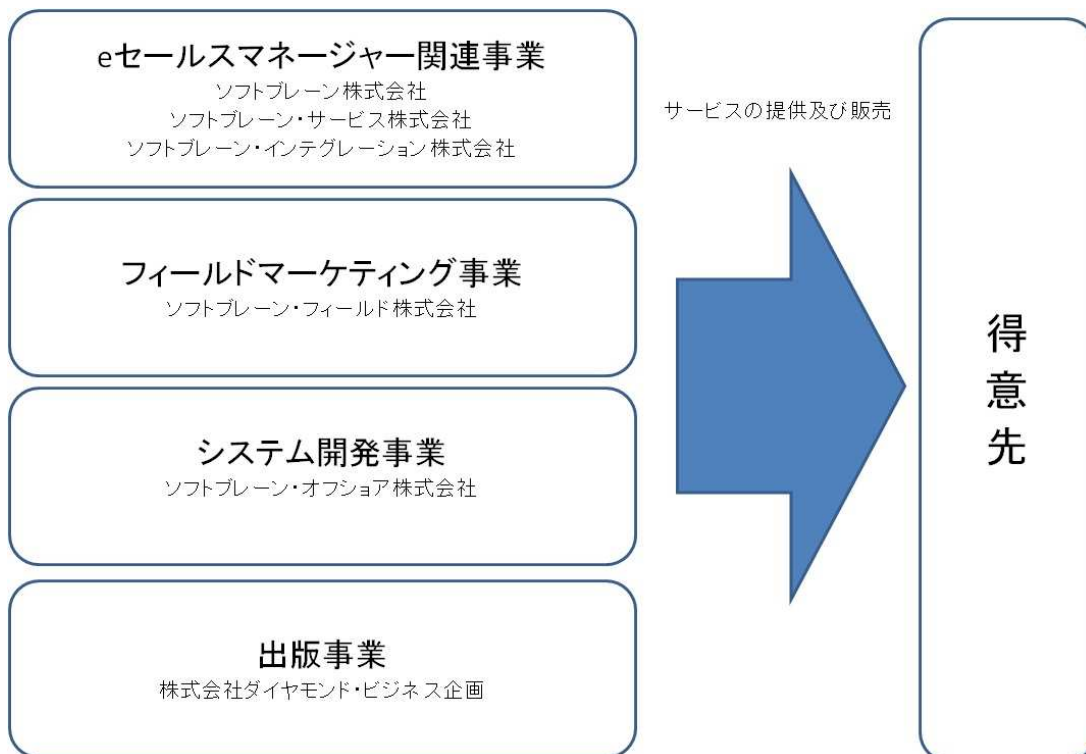 eセールスマネージャー関連事業
ソフトブレーン株式会社
ソフトブレーン・サービス株式会社
ソフトブレーン・インテグレーション株式会社
フィールドマーケティング事業
ソフトブレーン・フィールド株式会社
システム開発事業
ソフトブレーン・オフショア株式会社
出版事業
株式会社ダイヤモンド・ビジネス企画
サービスの提供及び販売
得意先